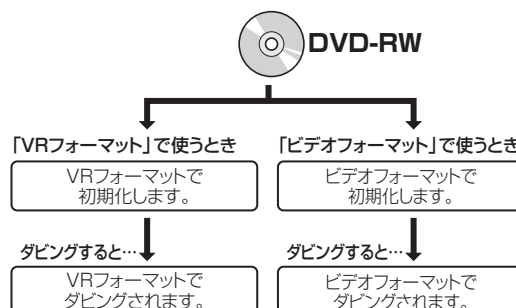 DVD-RW
「VRフォーマット」で使うとき
VRフォーマットで
初期化します。
ダビングすると…
VRフォーマットで
ダビングされます。
「ビデオフォーマット」で使うとき
ビデオフォーマットで
初期化します。
ダビングすると…
ビデオフォーマットで
ダビングされます。